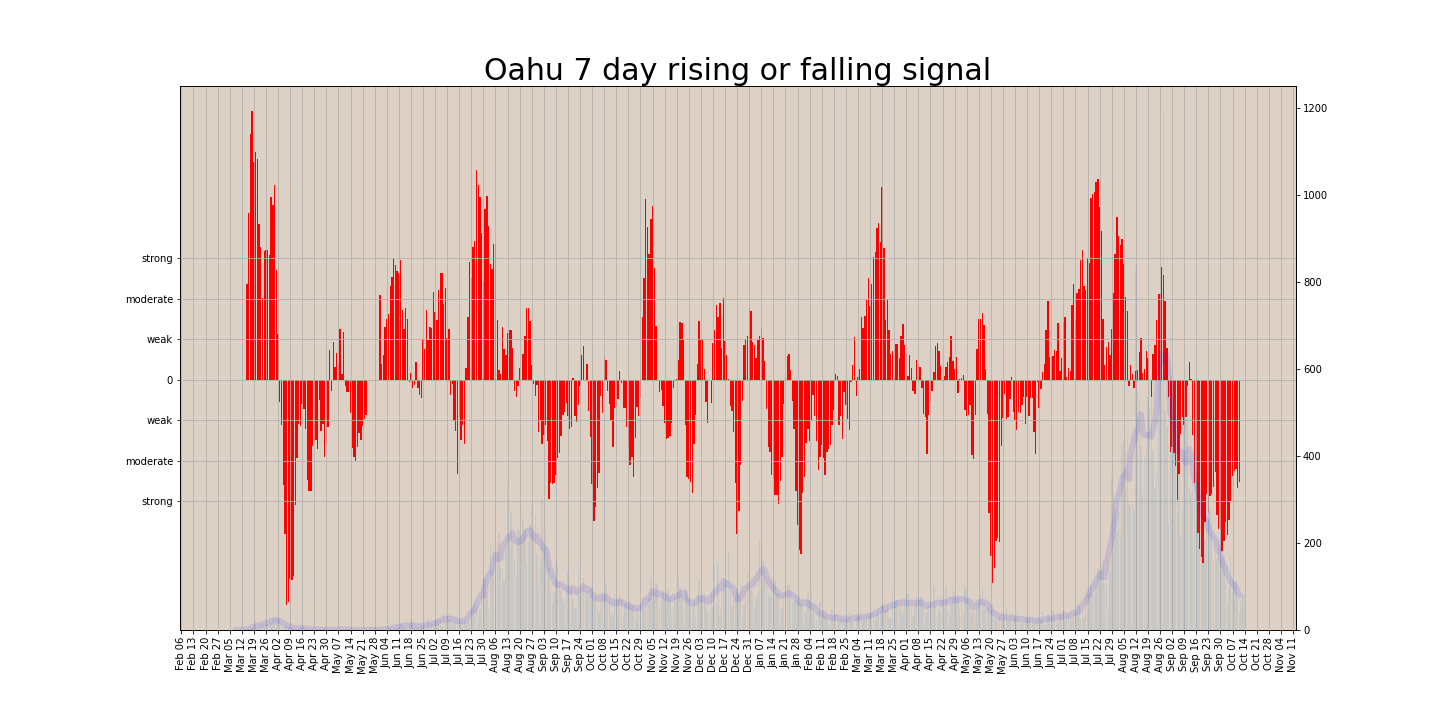 Oahu 7 day rising or falling signal
strong
moderate
weak
0
weak
moderate
strong
1200
1000
800
600
400
200
0
Feb 06
Feb 13
Feb 20
Feb 27
Mar 05
Mar 12
Mar 19
Mar 26
Apr 02
Apr 09
Apr 16
Apr 23
Apr 30
May 07
May 14
May 21
May 28
Jun 04
Jun 11
Jun 18
Jun 25
Jul 02
Jul 09
Jul 16
Jul 23
Jul 30
Aug 06
Aug 13
Aug 20
Aug 27
Sep 03
Sep 10
Sep 17
Sep 24
Oct 01
Oct 08
Oct 15
Oct 22
Oct 29
Nov 05
Nov 12
Nov 19
Nov 26
Dec 03
Dec 10
Dec 17
Dec 24
Dec 31
Jan 07
Jan 14
Jan 21
Jan 28
Feb 04
Feb 11
Feb 18
Feb 25
Mar 04
Mar 11
Mar 18
Mar 25
Apr 01
Apr 08
Apr 15
Apr 22
Apr 29
May 06
May 13
May 20
May 27
Jun 03
Jun 10
Jun 17
Jun 24
Jul 01
Jul 08
Jul 15
Jul 22
Jul 29
Aug 05
Aug 12
Aug 19
Aug 26
Sep 02
Sep 09
Sep 16
Sep 23
Sep 30
Oct 07
Oct 14
Oct 21
Oct 28
Nov 04
Nov 11